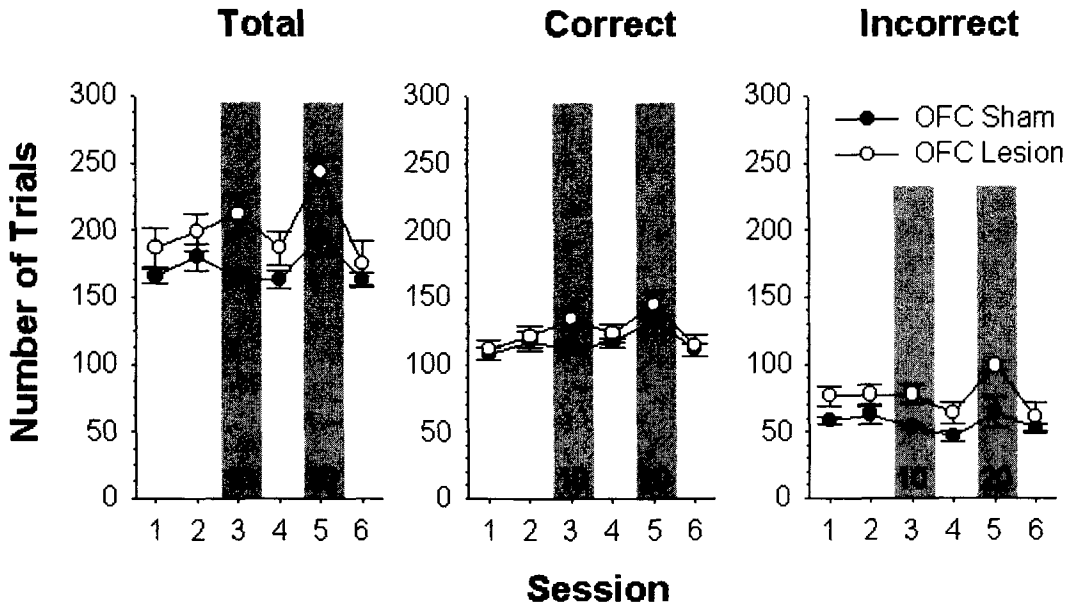 Total Correct Incorrect
Number of Trials
300 300 300
OFC Sham
250 250 250
OFC Lesion
200 200 200
150 150 150
100 100 100
50 50 50
10 20
0 0 0
1 2 3 4 5 6 1 2 3 4 5 6 1 2 3 4 5 6
Session